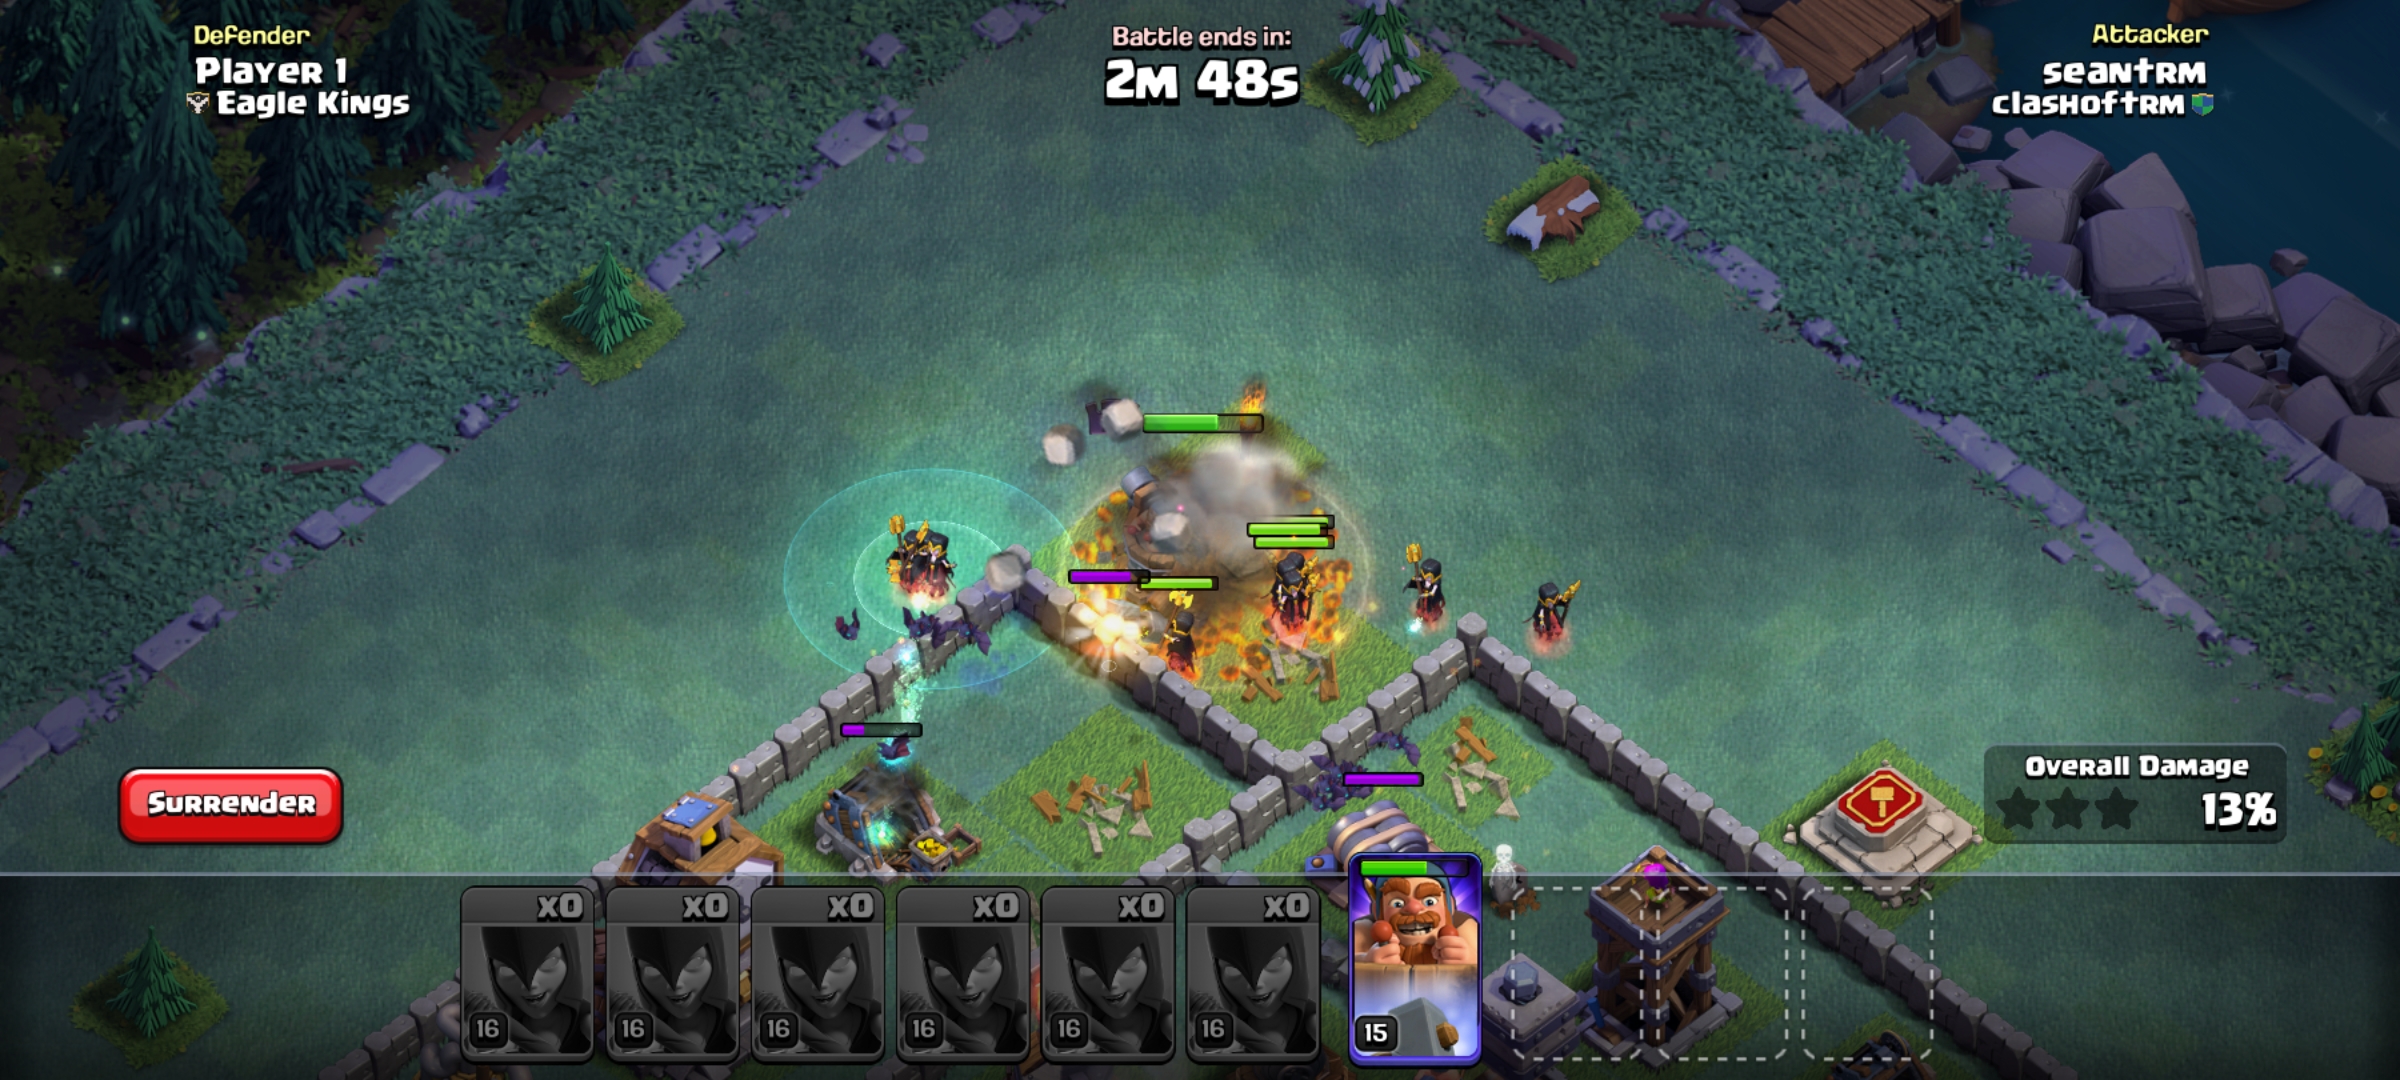 Defender
Player 1
Eagle Kings
Battle ends in:
2M 48s
Attacker
seantRM
clashoftRM
Surrender
Overall Damage
13%
x0
x0
x0
x0
x0
x0
16
16
16
16
16
16
15